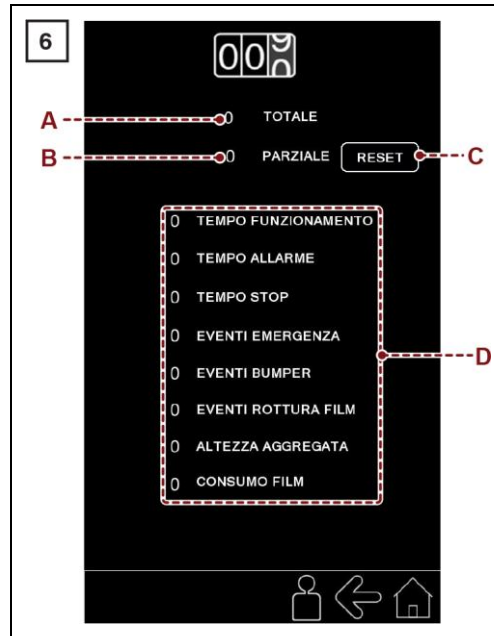 6
000
A 0 TOTALE
B 0 PARZIALE RESET C
0 TEMPO FUNZIONAMENTO
0 TEMPO ALLARME
0 TEMPO STOP
0 EVENTI EMERGENZA
D
0 EVENTI BUMPER
0 EVENTI ROTTURA FILM
0 ALTEZZA AGGREGATA
0 CONSUMO FILM